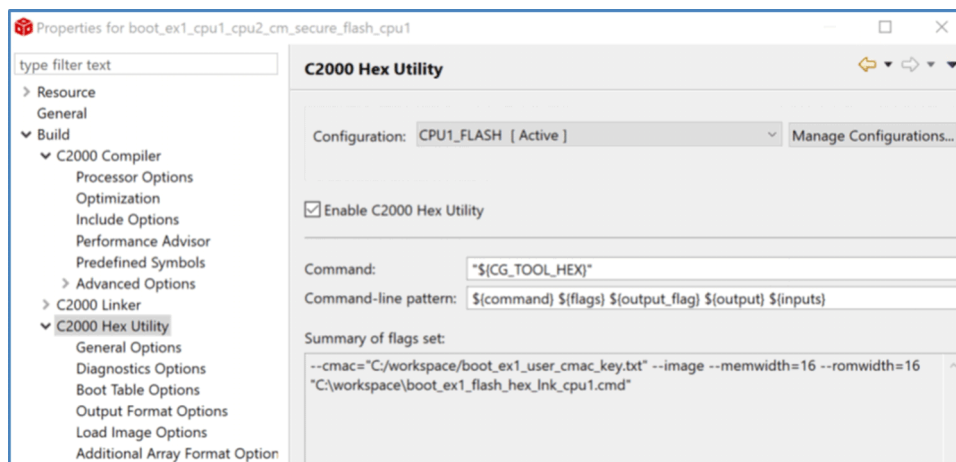 Properties for boot_ex1_cpu1_cpu2_cm_secure_flash_cpu1
type filter text
Resource
General
Build
C2000 Compiler
Processor Options
Optimization
Include Options
Performance Advisor
Predefined Symbols
Advanced Options
C2000 Linker
C2000 Hex Utility
General Options
Diagnostics Options
Boot Table Options
Output Format Options
Load Image Options
Additional Array Format Option
C2000 Hex Utility
Configuration: CPU1_FLASH [ Active ] Manage Configurations...
Enable C2000 Hex Utility
Command: "${CG_TOOL_HEX}"
Command-line pattern: ${command} ${flags} ${output_flag} ${output} ${inputs}
Summary of flags set:
--cmac="C:/workspace/boot_ex1_user_cmac_key.txt" --image --memwidth=16 --romwidth=16
"C:\workspace\boot_ex1_flash_hex_lnk_cpu1.cmd"